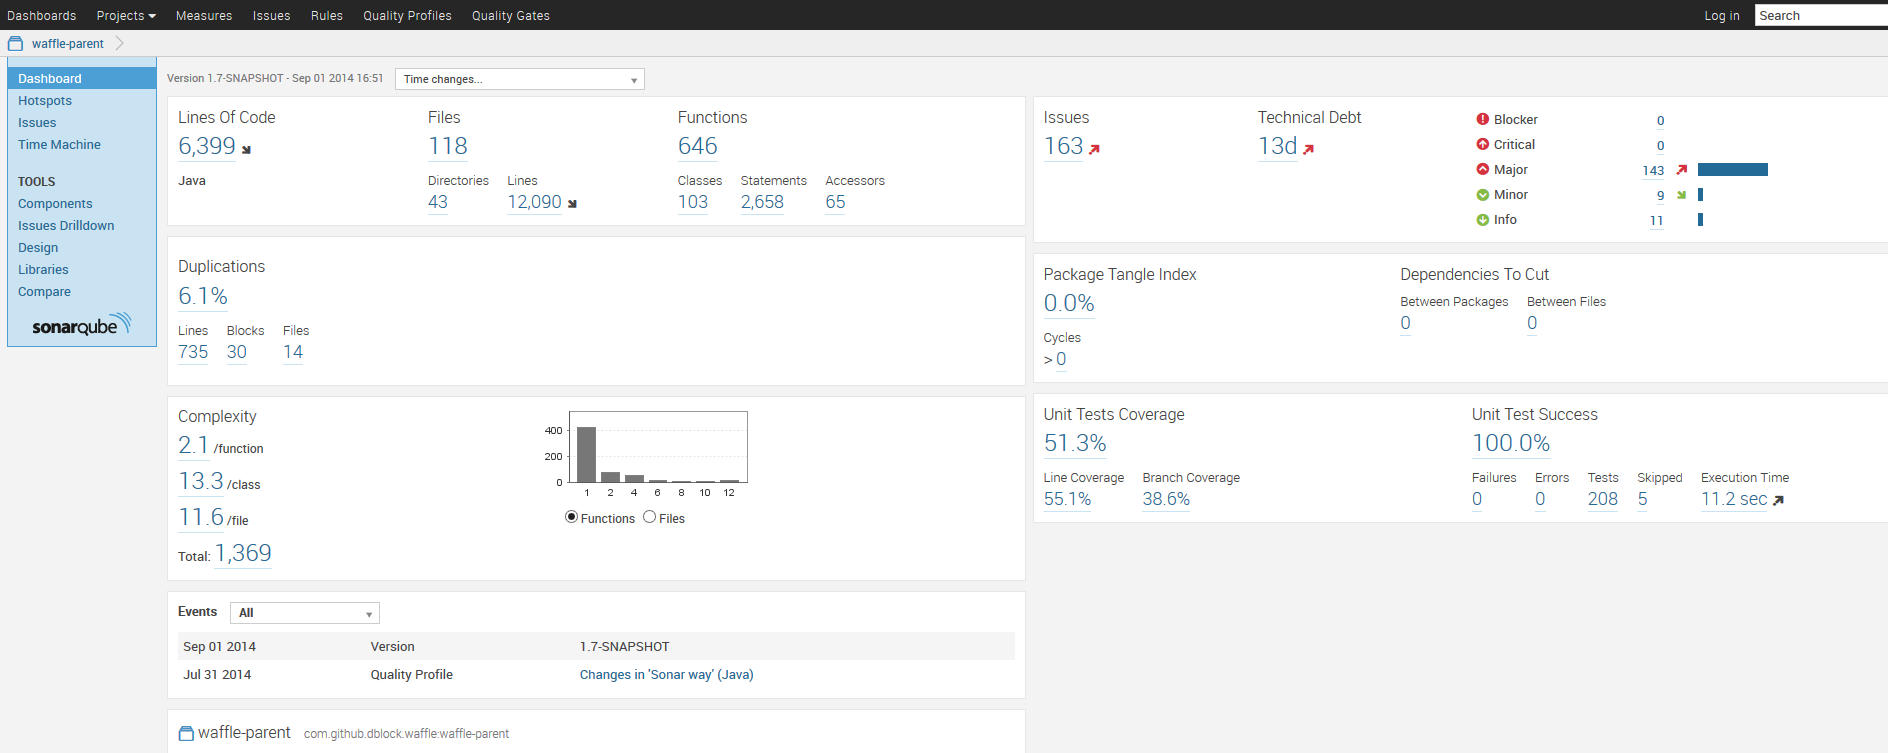 Dashboards Projects Measures Issues Rules Quality Profiles Quality Gates Log in Search
waffle-parent
Dashboard
Hotspots
Issues
Time Machine
TOOLS
Components
Issues Drilldown
Design
Libraries
Compare
sonarqube
Version 1.7-SNAPSHOT - Sep 01 2014 16:51 Time changes...
Lines Of Code Files Functions
6,399 118 646
Java Directories Lines Classes Statements Accessors
43 12,090 103 2,658 65
Duplications
6.1%
Lines Blocks Files
735 30 14
Complexity
2.1 /function
13.3 /class
11.6 /file
Total: 1,369
400
200
0
1 2 4 6 8 10 12
Functions Files
Events All
Sep 01 2014 Version 1.7-SNAPSHOT
Jul 31 2014 Quality Profile Changes in 'Sonar way' (Java)
waffle-parent com.github.dblock.waffle:waffle-parent
Issues Technical Debt
163 13d
Blocker 0
Critical 0
Major 143
Minor 9
Info 11
Package Tangle Index Dependencies To Cut
0.0% Between Packages Between Files
0 0
Cycles
> 0
Unit Tests Coverage Unit Test Success
51.3% 100.0%
Line Coverage Branch Coverage Failures Errors Tests Skipped Execution Time
55.1% 38.6% 0 0 208 5 11.2 sec